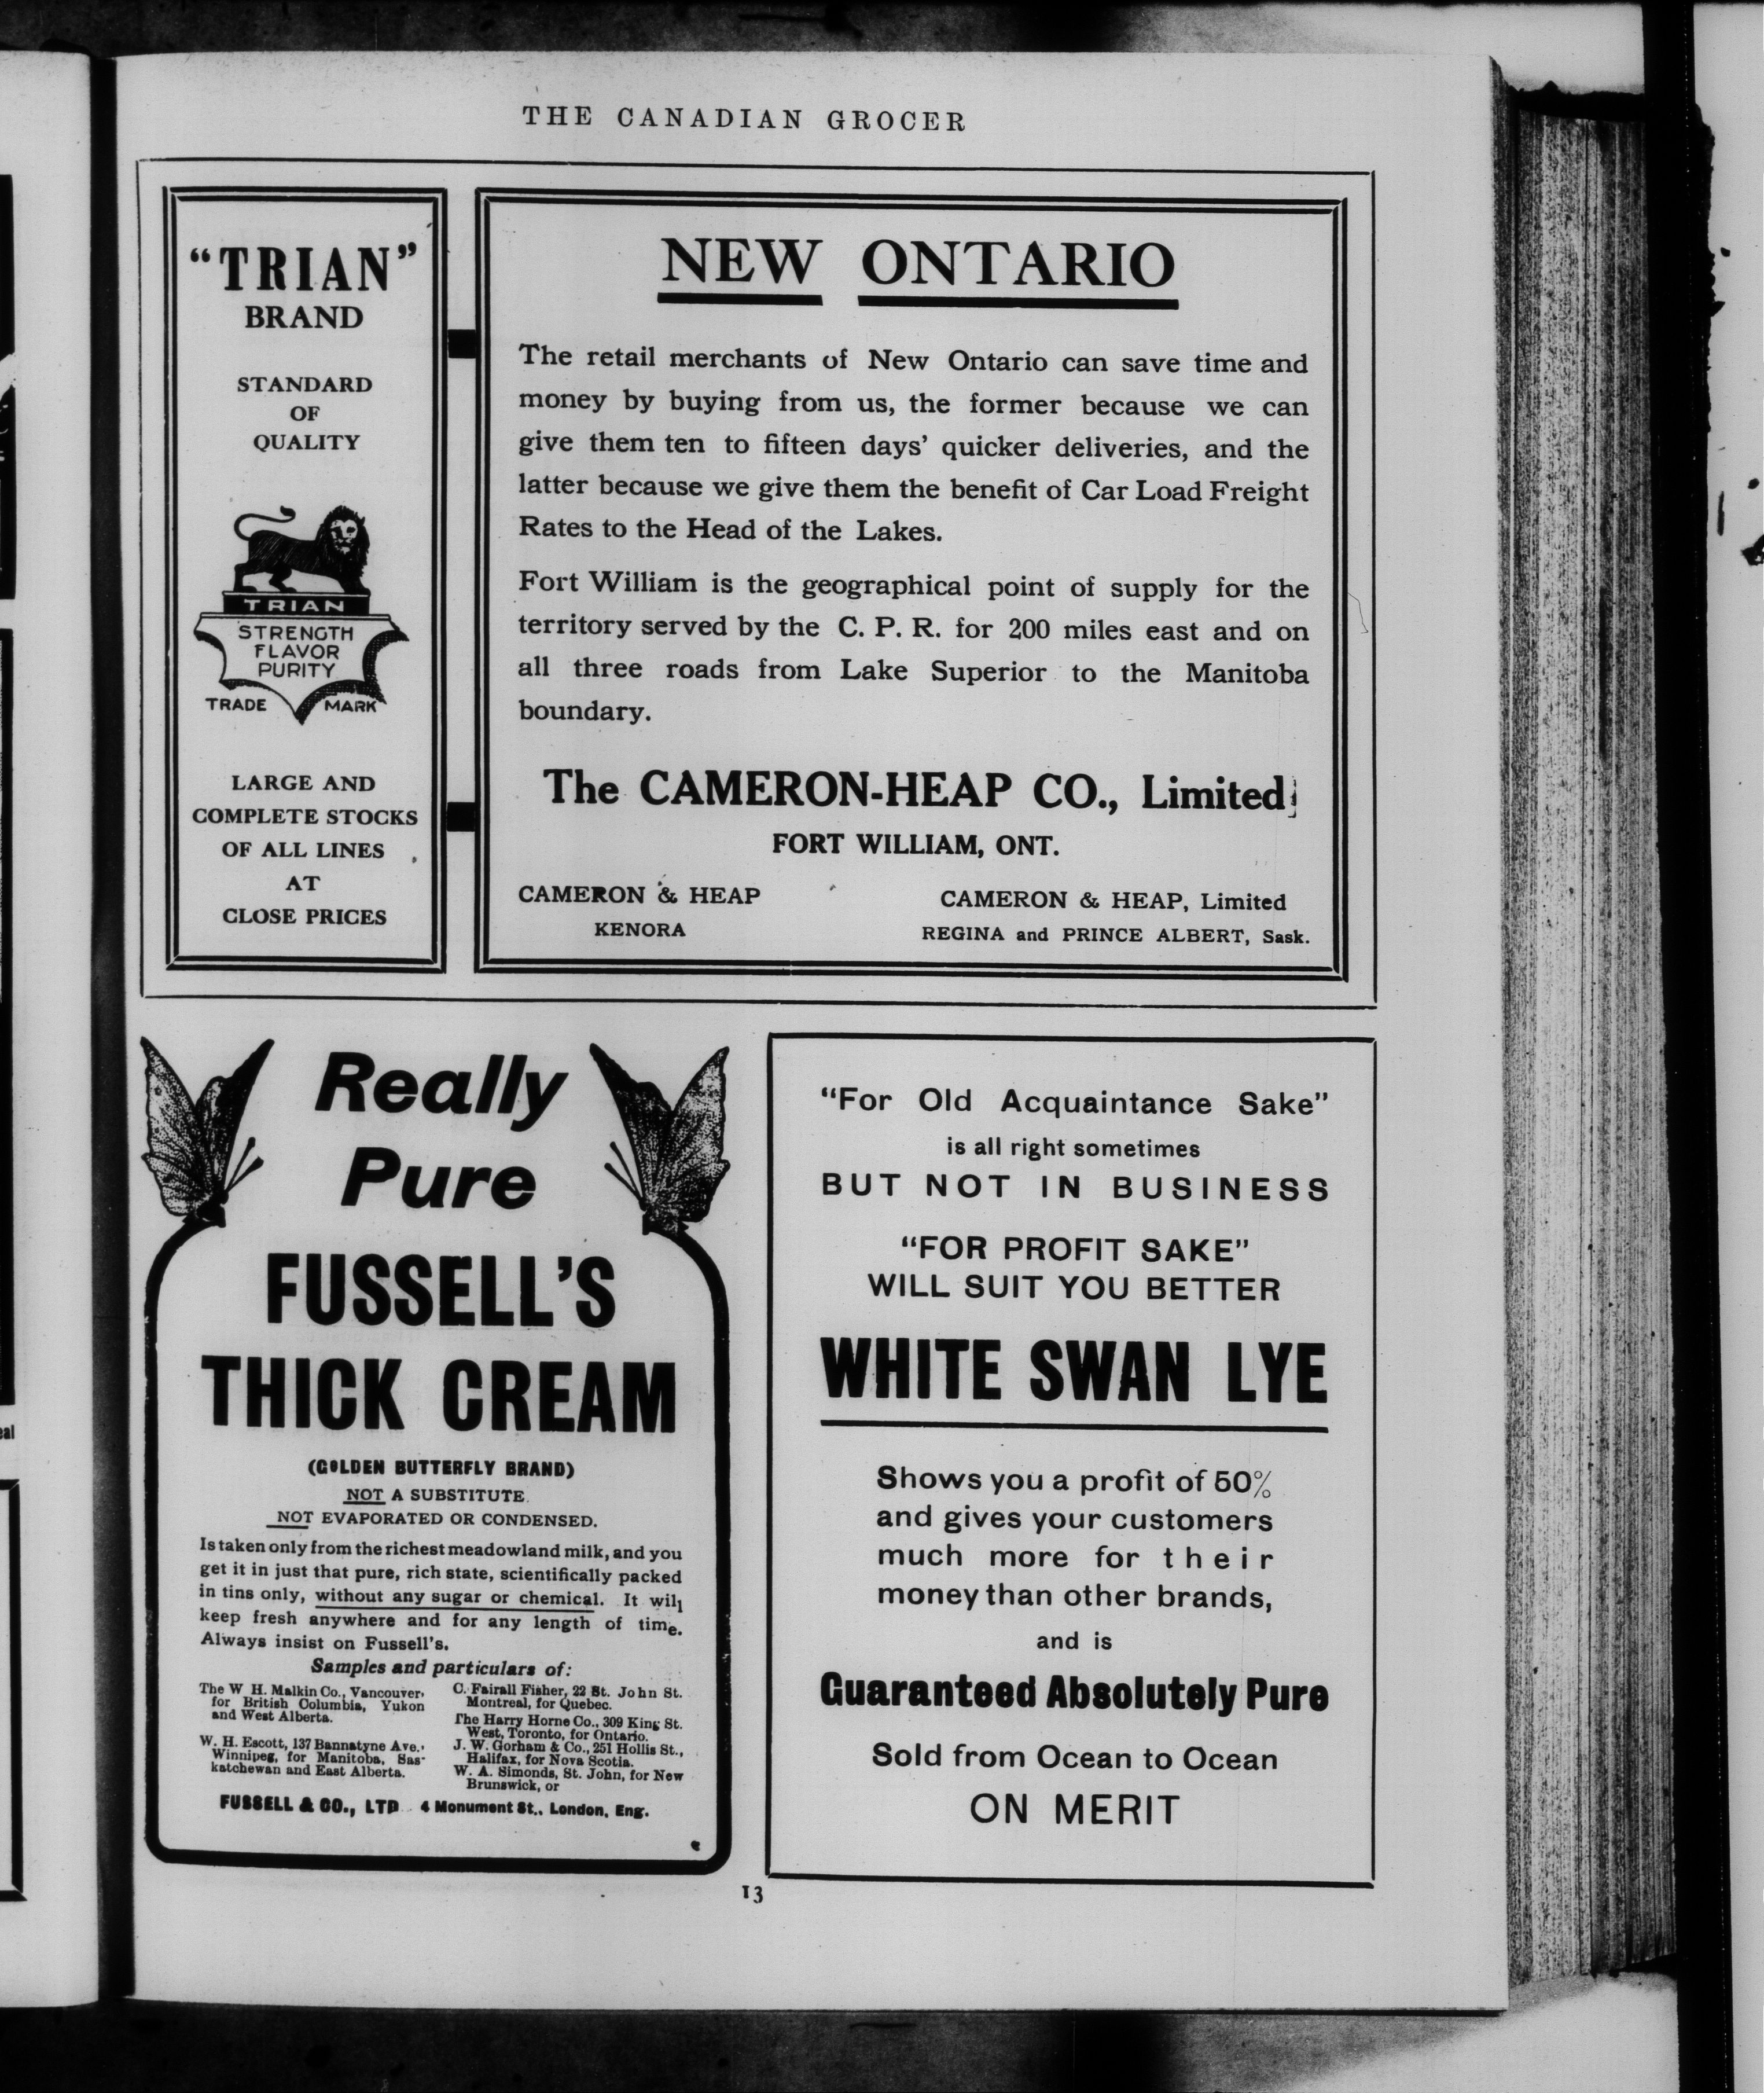 THE CANADIAN GROCER
"TRIAN"
BRAND
STANDARD
OF
QUALITY
TRIAN
STRENGTH
FLAVOR
PURITY
TRADE MARK
LARGE AND
COMPLETE STOCKS
OF ALL LINES
AT
CLOSE PRICES
NEW ONTARIO
The retail merchants of New Ontario can save time and
money by buying from us, the former because we can
give them ten to fifteen days' quicker deliveries, and the
latter because we give them the benefit of Car Load Freight
Rates to the Head of the Lakes.
Fort William is the geographical point of supply for the
territory served by the C. P. R. for 200 miles east and on
all three roads from Lake Superior to the Manitoba
boundary.
The CAMERON-HEAP CO., Limited
FORT WILLIAM, ONT.
CAMERON & HEAP
KENORA
CAMERON & HEAP, Limited
REGINA and PRINCE ALBERT, Sask.
Really
Pure
FUSSELL'S
THICK CREAM
(GOLDEN BUTTERFLY BRAND)
NOT A SUBSTITUTE.
NOT EVAPORATED OR CONDENSED.
Is taken only from the richest meadowland milk, and you
get it in just that pure, rich state, scientifically packed
in tins only, without any sugar or chemical. It will
keep fresh anywhere and for any length of time.
Always insist on Fussell's.
Samples and particulars of:
The W H. Malkin Co., Vancouver,
for British Columbia, Yukon
and West Alberta.
W. H. Escott, 137 Bannatyne Ave.,
Winnipeg, for Manitoba, Sas-
katchewan and East Alberta.
C. Fairall Fisher, 22 St. John St.
Montreal, for Quebec.
The Harry Horne Co., 309 King St.
West, Toronto, for Ontario.
J. W. Gorham & Co., 251 Hollis St.,
Halifax, for Nova Scotia.
W. A. Simonds, St. John, for New
Brunswick, or
FUSSELL & CO., LTD. 4 Monument St., London, Eng.
"For Old Acquaintance Sake"
is all right sometimes
BUT NOT IN BUSINESS
"FOR PROFIT SAKE"
WILL SUIT YOU BETTER
WHITE SWAN LYE
Shows you a profit of 50%
and gives your customers
much more for their
money than other brands,
and is
Guaranteed Absolutely Pure
Sold from Ocean to Ocean
ON MERIT
13